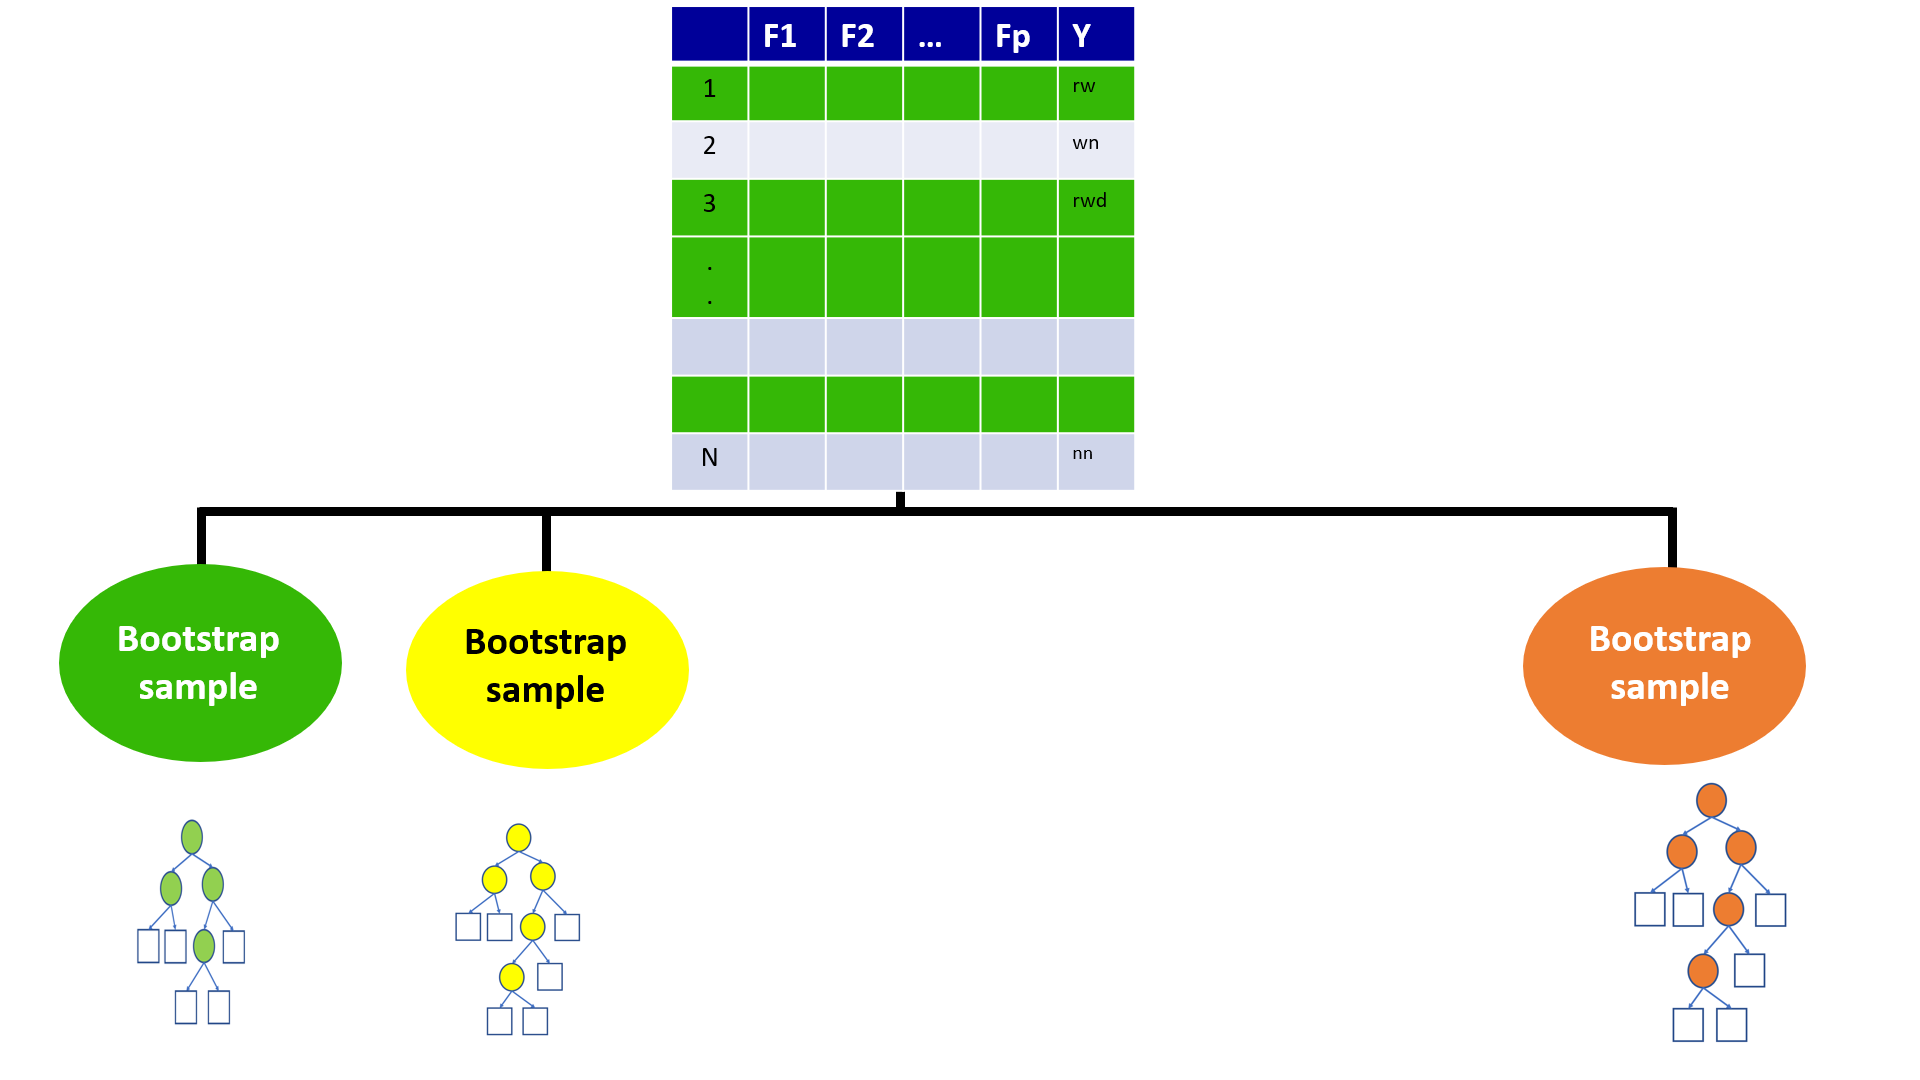 F1 F2 ... Fp Y
1 rw
2 wn
3 rwd
.
.
N nn
Bootstrap
sample
Bootstrap
sample
Bootstrap
sample